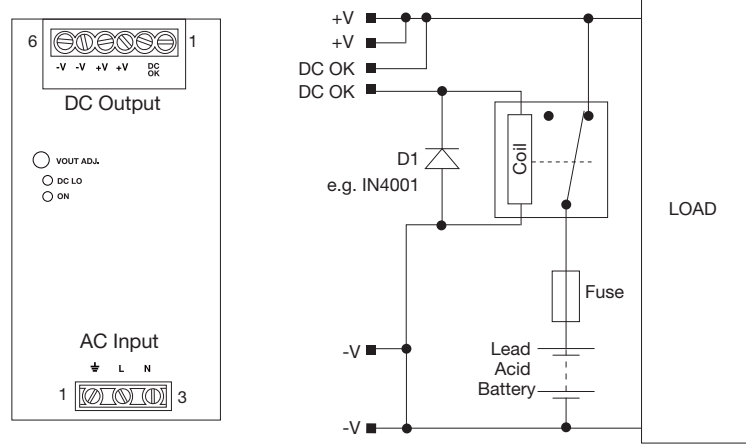 6
1
-V -V +V +V DC OK
DC Output
VOUT ADJ.
DC LO
ON
AC Input
L N
1
3
+V
+V
DC OK
DC OK
D1
e.g. IN4001
Coil
LOAD
Fuse
Lead
Acid
Battery
-V
-V